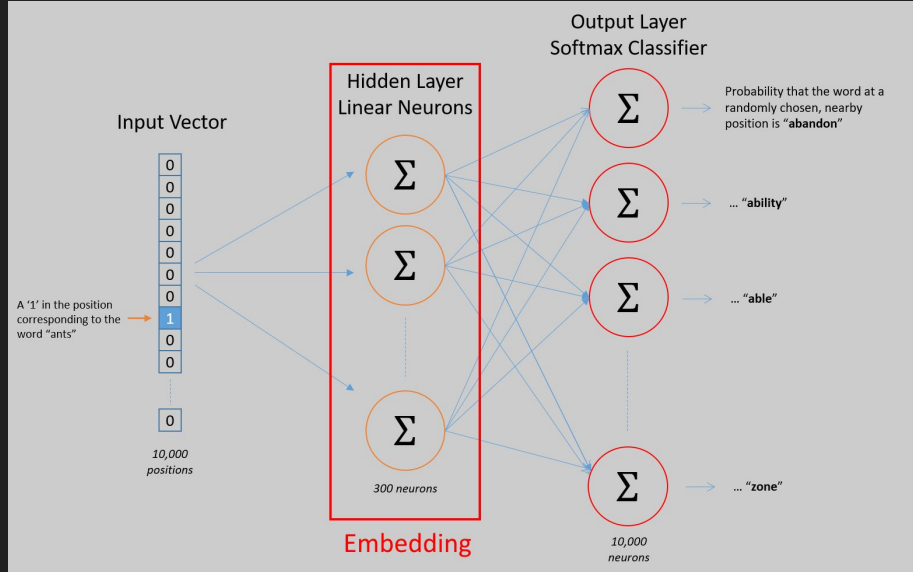 Input Vector
0
0
0
0
0
0
0
1
0
0
0
A ‘1’ in the position
corresponding to the
word “ants”
10,000
positions
Hidden Layer
Linear Neurons
Σ
Σ
Σ
300 neurons
Embedding
Output Layer
Softmax Classifier
Σ
Σ
Σ
Σ
10,000
neurons
Probability that the word at a
randomly chosen, nearby
position is “abandon”
... “ability”
... “able”
... “zone”